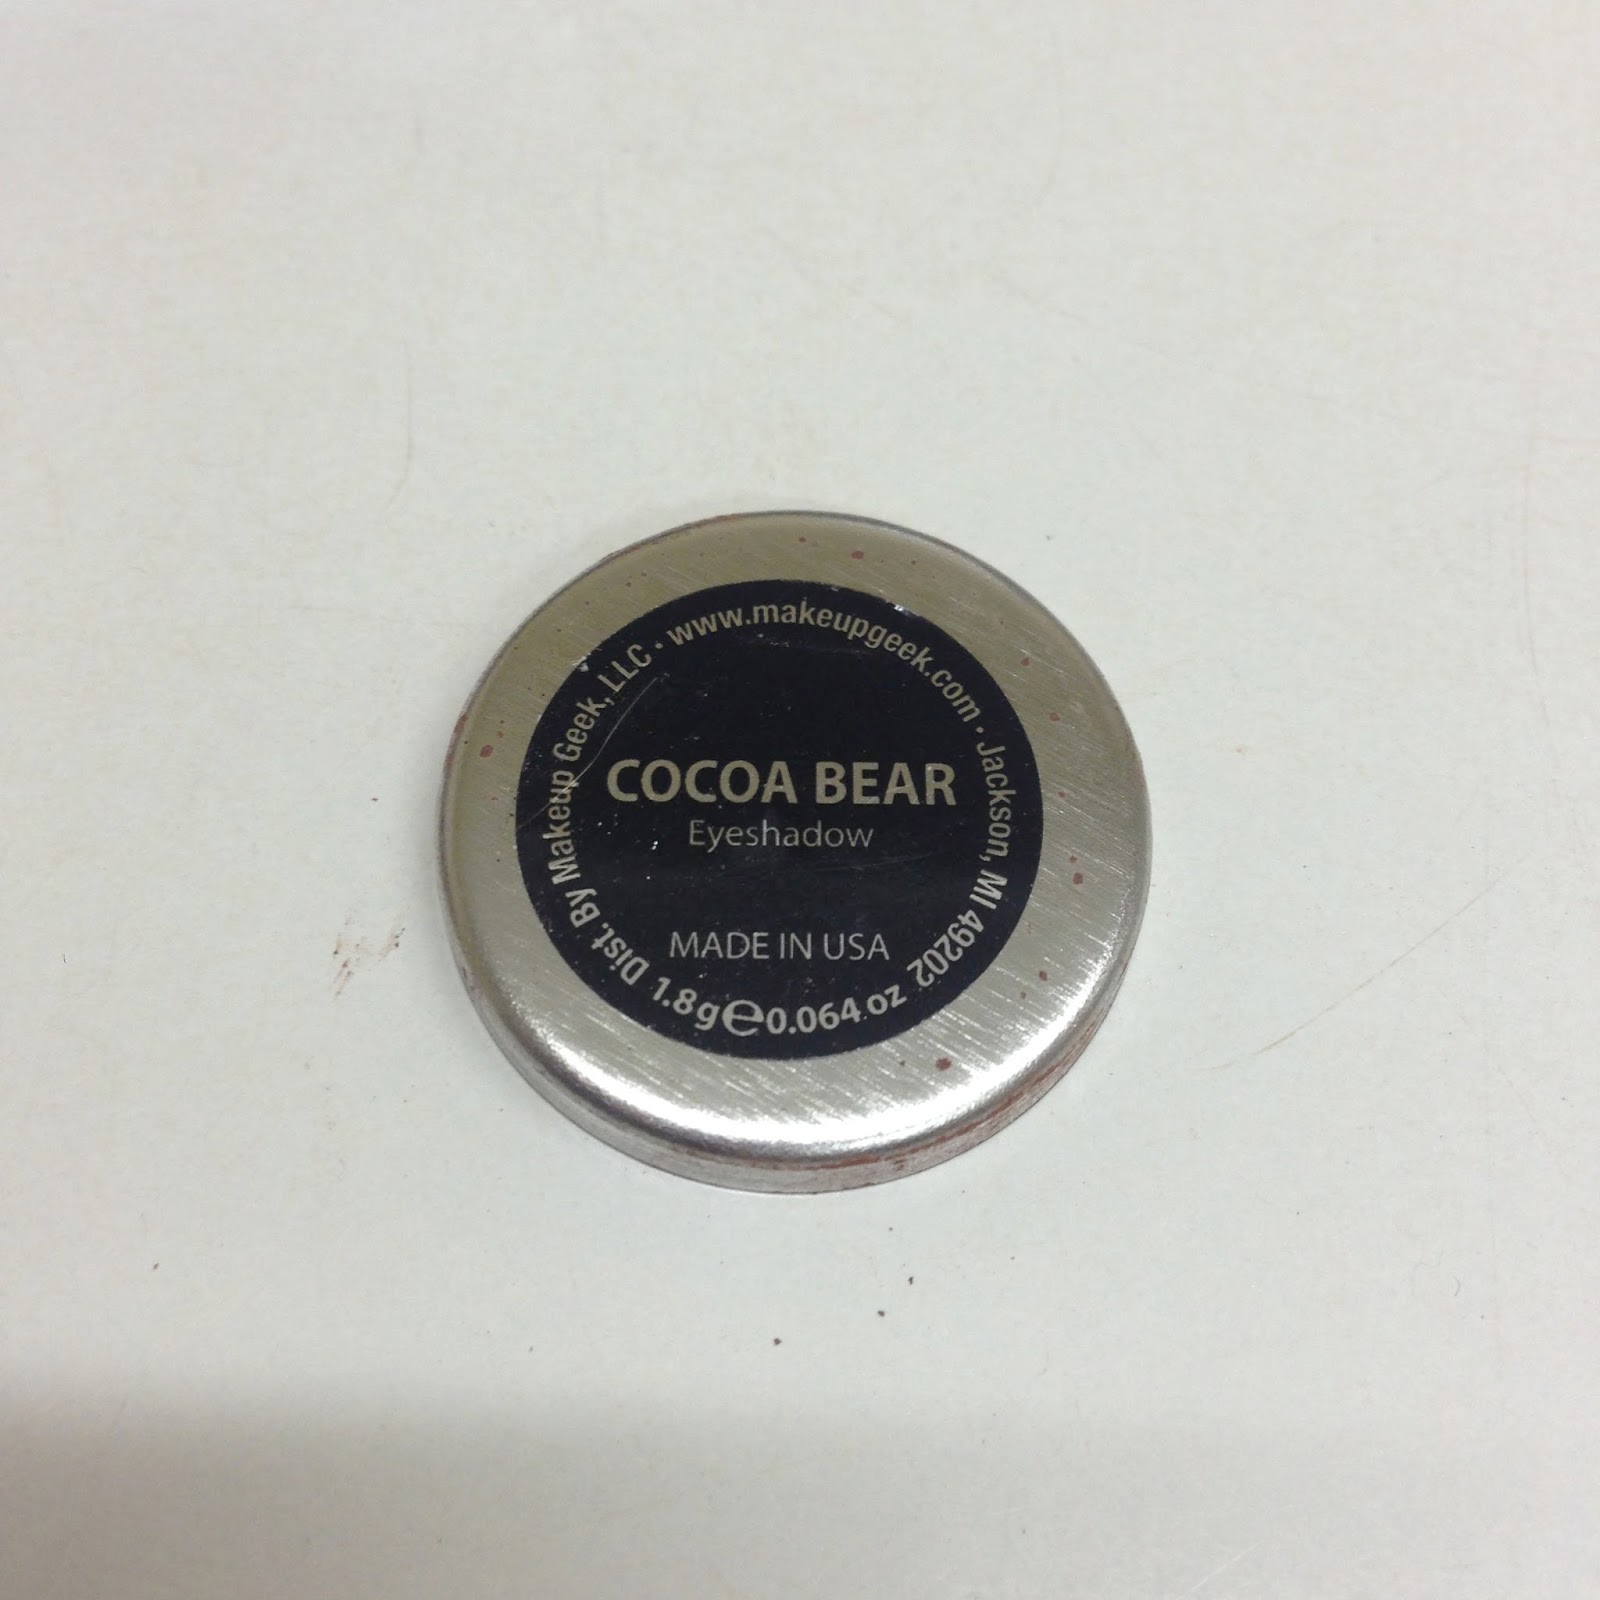 Dist. By Makeup Geek, LLC • www.makeupgeek.com • Jackson, MI 49202
COCOA BEAR
Eyeshadow
MADE IN USA
1.8g℮0.064 oz